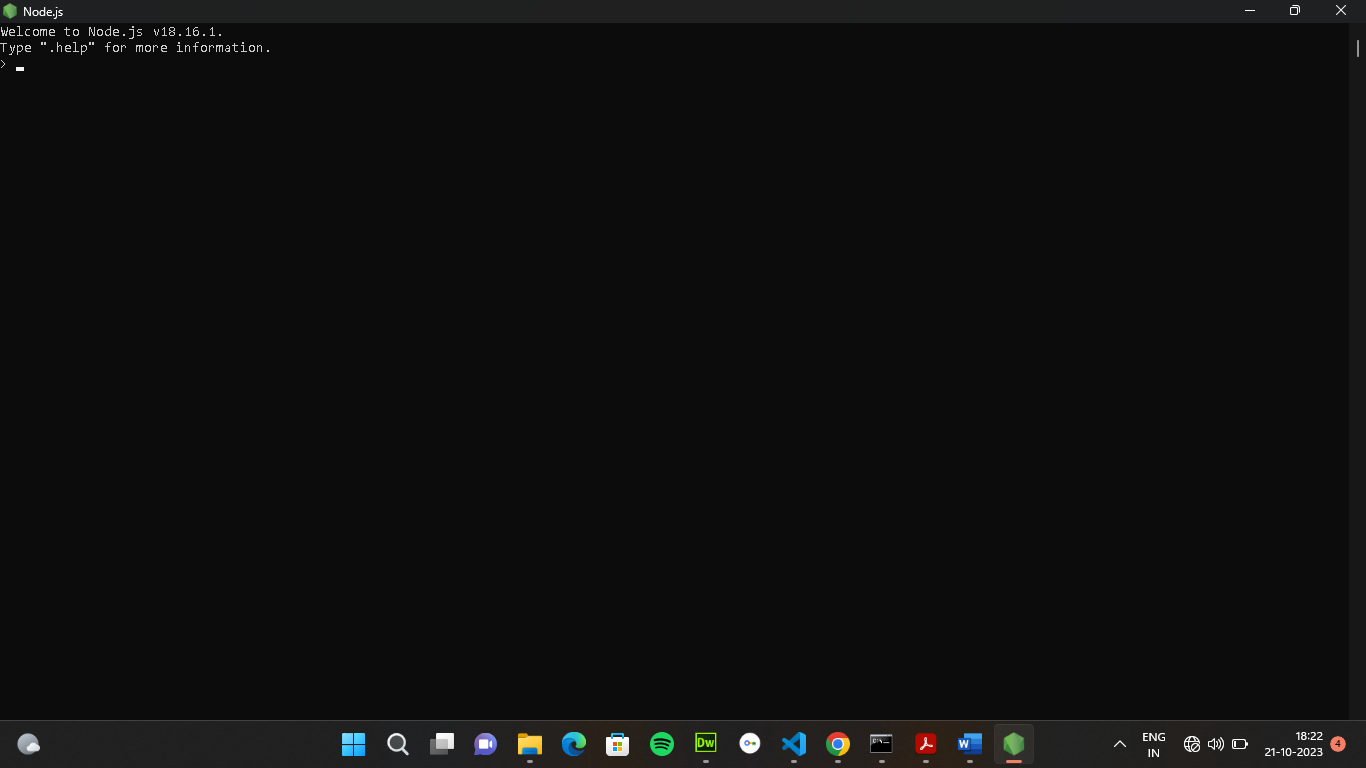 Node.js
Welcome to Node.js v18.16.1.
Type ".help" for more information.
>
Dw
W
ENG
IN
18:22
21-10-2023
4